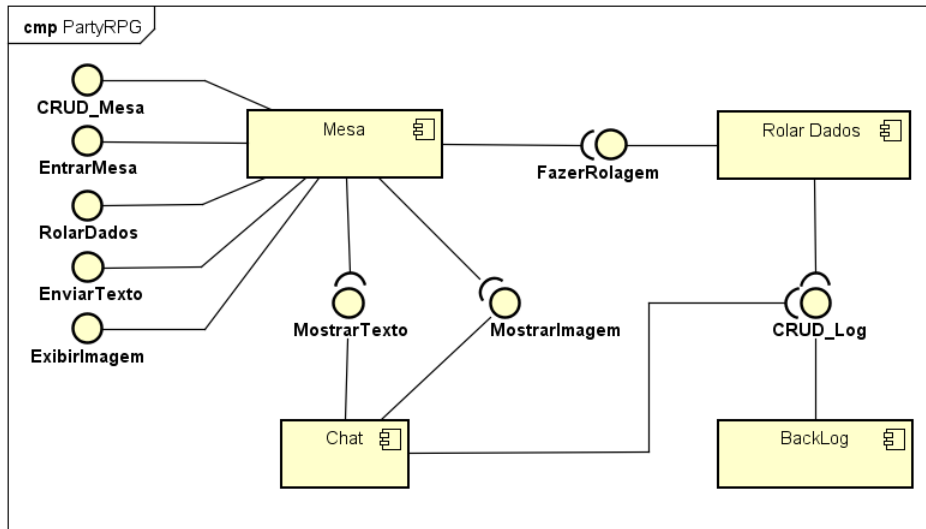 cmp PartyRPG
CRUD_Mesa
EntrarMesa
RolarDados
EnviarTexto
ExibirImagem
Mesa
FazerRolagem
Rolar Dados
MostrarTexto
MostrarImagem
CRUD_Log
Chat
BackLog